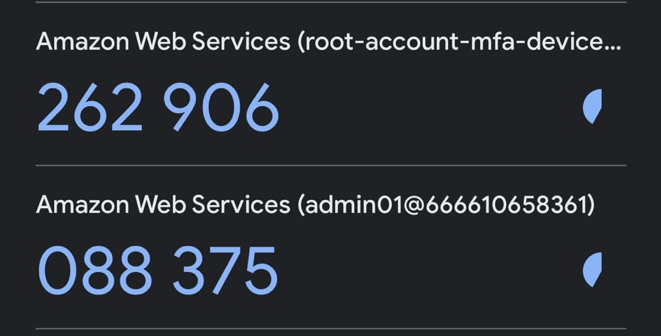 Amazon Web Services (root-account-mfa-device...
262 906
Amazon Web Services (admin01@666610658361)
088 375